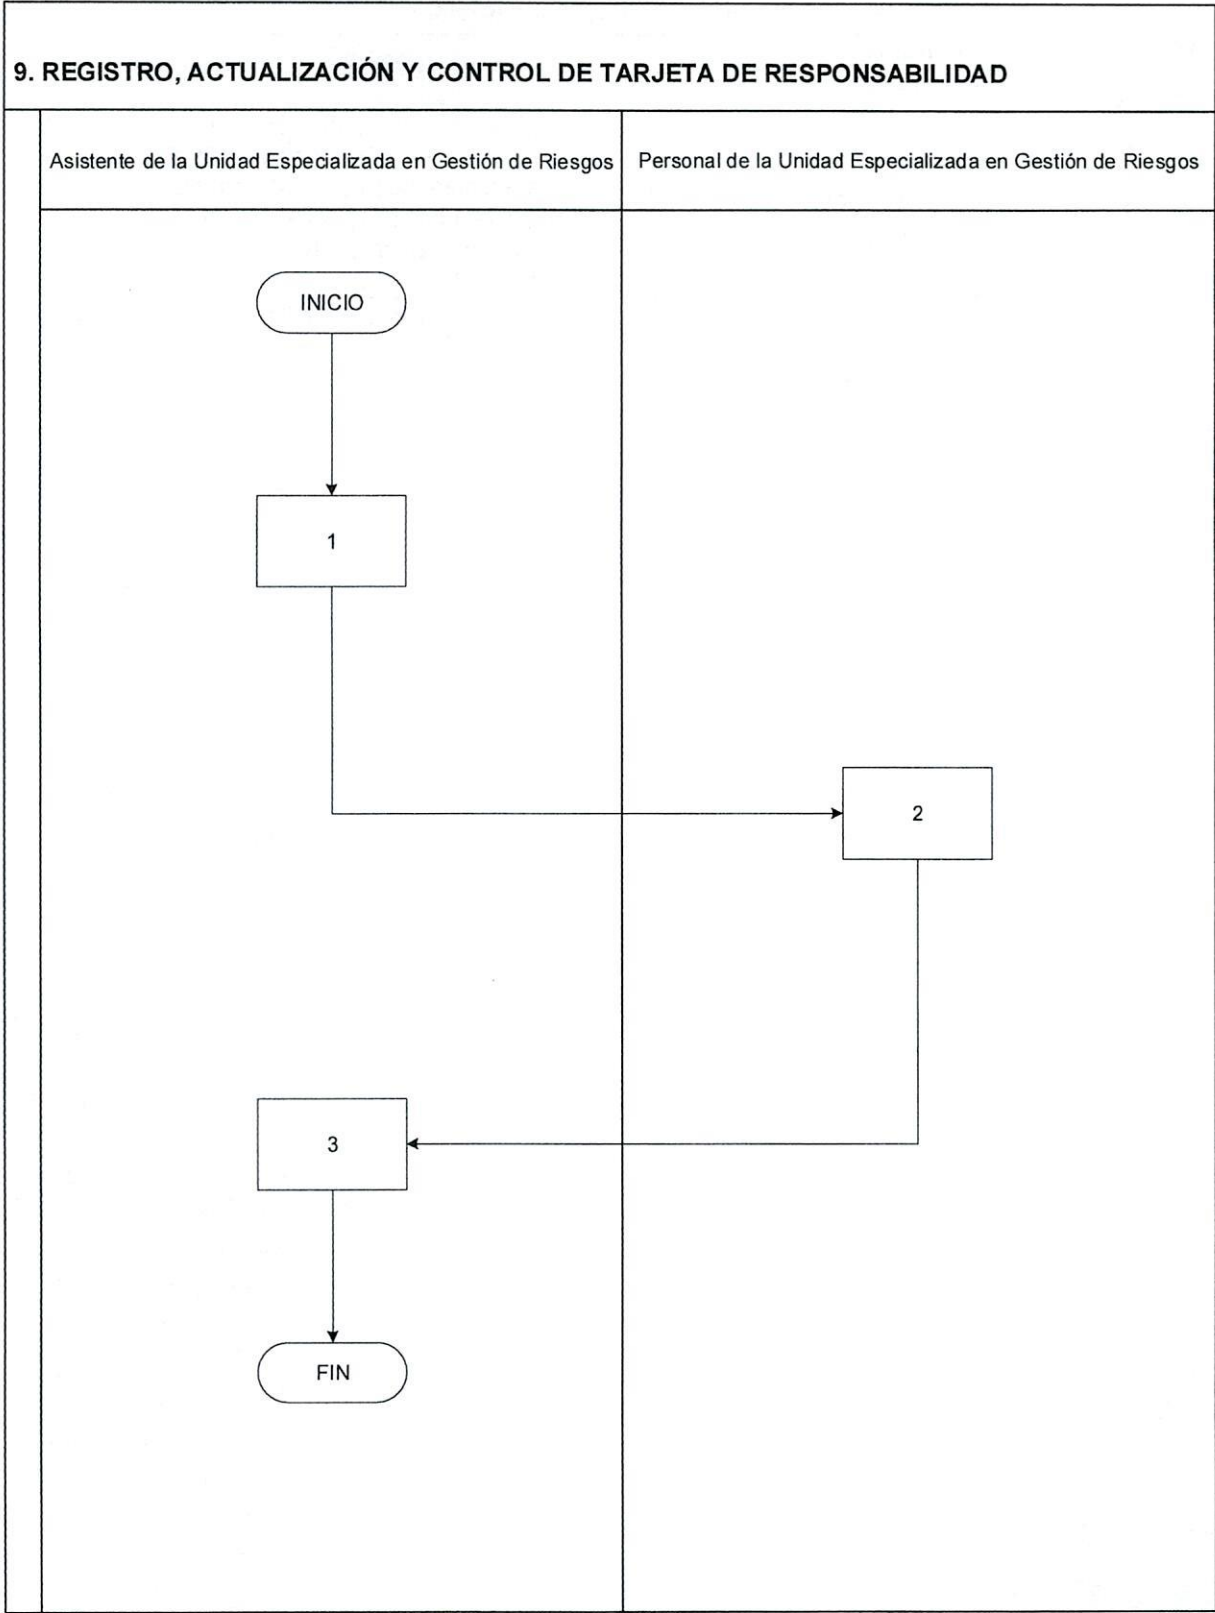 9. REGISTRO, ACTUALIZACIÓN Y CONTROL DE TARJETA DE RESPONSABILIDAD
Asistente de la Unidad Especializada en Gestión de Riesgos
Personal de la Unidad Especializada en Gestión de Riesgos
INICIO
1
2
3
FIN